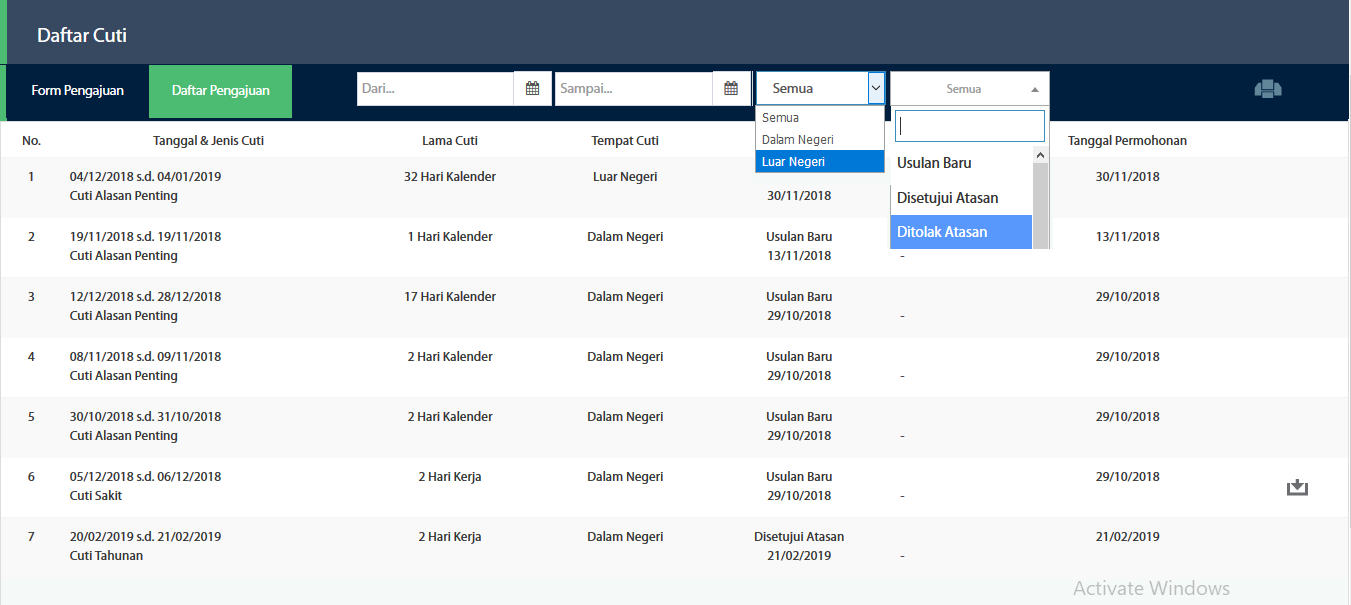 Daftar Cuti
Form Pengajuan Daftar Pengajuan Dari... Sampai... Semua Semua
Semua
Dalam Negeri
Luar Negeri
Usulan Baru
Disetujui Atasan
Ditolak Atasan
No. Tanggal & Jenis Cuti Lama Cuti Tempat Cuti Tanggal Permohonan
1 04/12/2018 s.d. 04/01/2019 32 Hari Kalender Luar Negeri 30/11/2018
Cuti Alasan Penting 30/11/2018
2 19/11/2018 s.d. 19/11/2018 1 Hari Kalender Dalam Negeri Usulan Baru 13/11/2018
Cuti Alasan Penting 13/11/2018 -
3 12/12/2018 s.d. 28/12/2018 17 Hari Kalender Dalam Negeri Usulan Baru 29/10/2018
Cuti Alasan Penting 29/10/2018 -
4 08/11/2018 s.d. 09/11/2018 2 Hari Kalender Dalam Negeri Usulan Baru 29/10/2018
Cuti Alasan Penting 29/10/2018 -
5 30/10/2018 s.d. 31/10/2018 2 Hari Kalender Dalam Negeri Usulan Baru 29/10/2018
Cuti Alasan Penting 29/10/2018 -
6 05/12/2018 s.d. 06/12/2018 2 Hari Kerja Dalam Negeri Usulan Baru 29/10/2018
Cuti Sakit 29/10/2018 -
7 20/02/2019 s.d. 21/02/2019 2 Hari Kerja Dalam Negeri Disetujui Atasan 21/02/2019
Cuti Tahunan 21/02/2019 -
Activate Windows